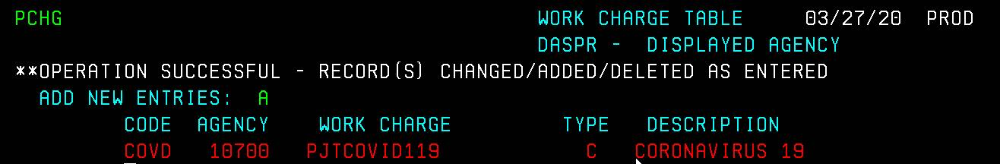 PCHG WORK CHARGE TABLE 03/27/20 PROD
DASPR - DISPLAYED AGENCY
**OPERATION SUCCESSFUL - RECORD(S) CHANGED/ADDED/DELETED AS ENTERED
ADD NEW ENTRIES: A
CODE AGENCY WORK CHARGE TYPE DESCRIPTION
COVD 10700 PJTCOVID119 C CORONAVIRUS 19